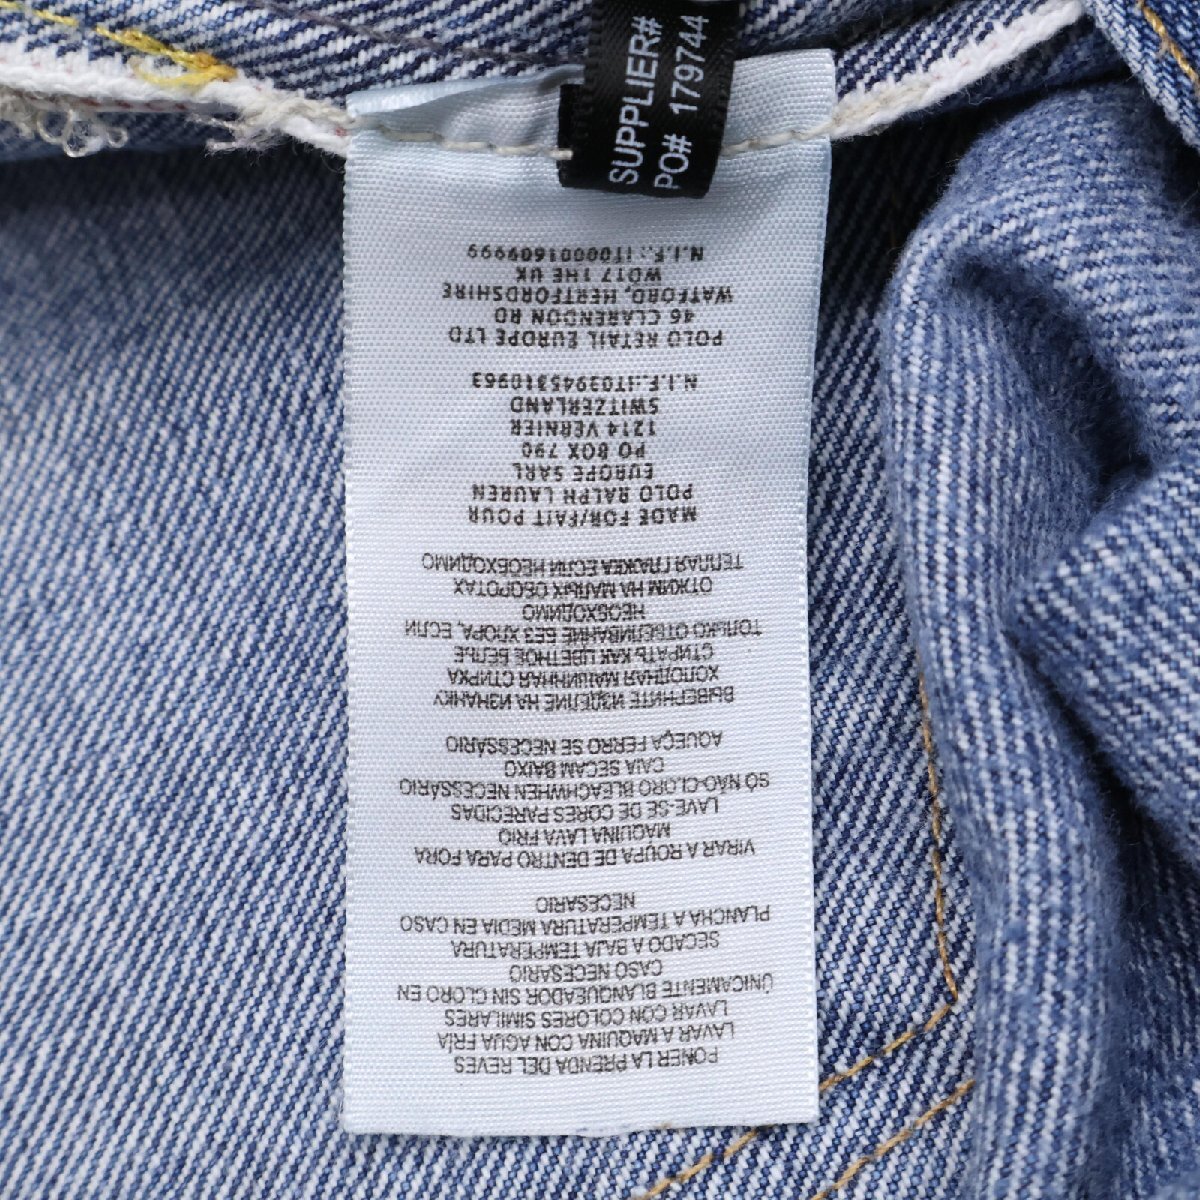 SUPPLIER#
PO# 179744
PONER LA PRENDA DEL REVES
LAVAR A MAQUINA CON AGUA FRÍA
LAVAR CON COLORES SIMILARES
ÚNICAMENTE BLANQUEADOR SIN CLORO EN
CASO NECESARIO
SECADO A BAJA TEMPERATURA
PLANCHA A TEMPERATURA MEDIA EN CASO
NECESARIO
VIRAR A ROUPA DE DENTRO PARA FORA
MAQUINA LAVA FRIO
LAVE-SE DE CORES PARECIDAS
SÓ NÃO-CLORO BLEACHWHEN NECESSÁRIO
CAIA SECAM BAIXO
AQUEÇA FERRO SE NECESSÁRIO
ВЫВЕРНИТЕ ИЗДЕЛИЕ НА ИЗНАНКУ
ХОЛОДНАЯ МАШИННАЯ СТИРКА
СТИРАТЬ КАК ЦВЕТНОЕ БЕЛЬЕ
ТОЛЬКО ОТБЕЛИВАНИЕ БЕЗ ХЛОРА, ЕСЛИ
НЕОБХОДИМО
ОТЖИМ НА МАЛЫХ ОБОРОТАХ
ТЕПЛАЯ ГЛАЖКА ЕСЛИ НЕОБХОДИМО
MADE FOR/FAIT POUR
POLO RALPH LAUREN
EUROPE SARL
PO BOX 790
1214 VERNIER
SWITZERLAND
N.I.F.:IT03945310963
POLO RETAIL EUROPE LTD
46 CLARENDON RD
WATFORD, HERTFORDSHIRE
WD17 1HE UK
N.I.F.: IT00001609999